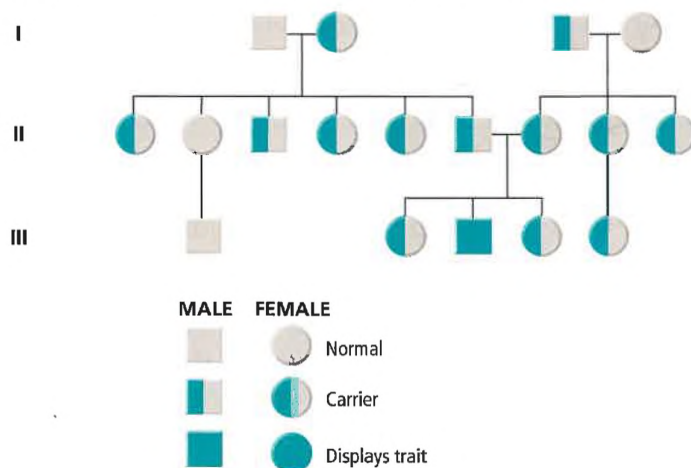 I
II
III
MALE FEMALE
Normal
Carrier
Displays trait